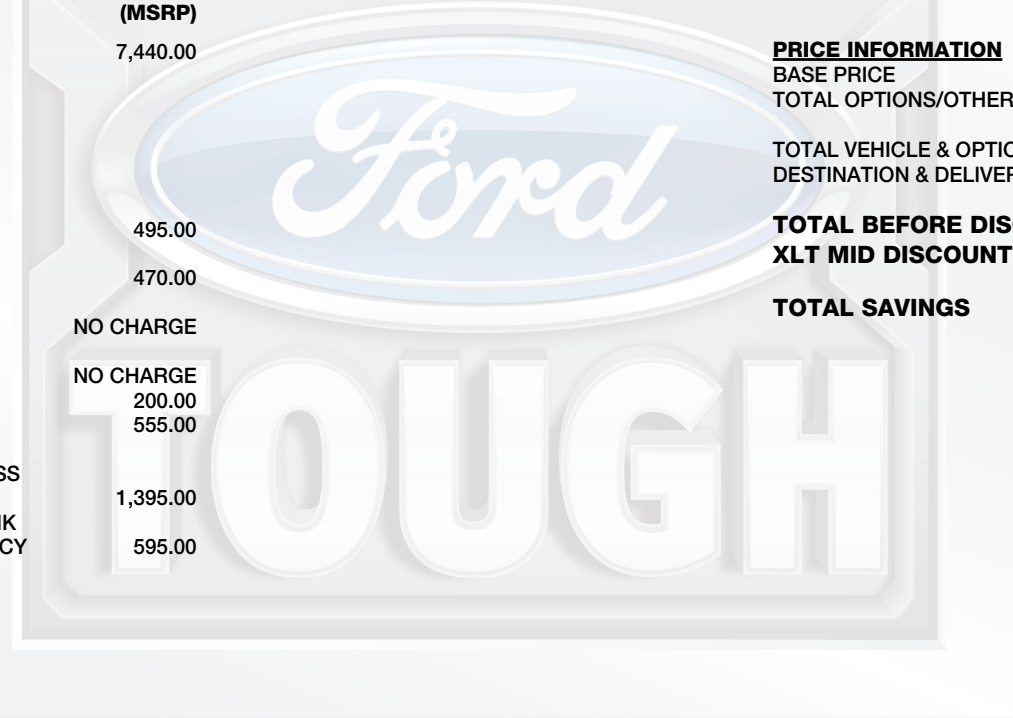 (MSRP)
7,440.00
495.00
470.00
NO CHARGE
NO CHARGE
200.00
555.00
SS
1,395.00
IK
CY 595.00
PRICE INFORMATION
BASE PRICE
TOTAL OPTIONS/OTHER
TOTAL VEHICLE & OPTIO
DESTINATION & DELIVER
TOTAL BEFORE DIS
XLT MID DISCOUNT
TOTAL SAVINGS
Ford
TOUGH